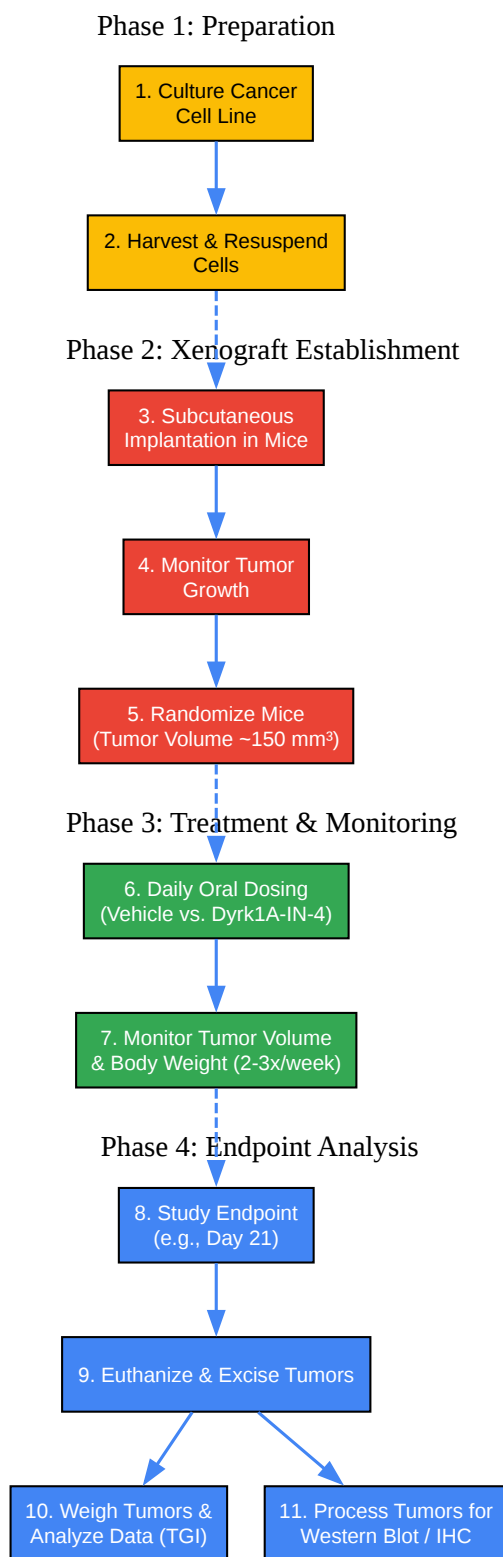 Phase 1: Preparation
1. Culture Cancer
Cell Line
2. Harvest & Resuspend
Cells
Phase 2: Xenograft Establishment
3. Subcutaneous
Implantation in Mice
4. Monitor Tumor
Growth
5. Randomize Mice
(Tumor Volume ~150 mm³)
Phase 3: Treatment & Monitoring
6. Daily Oral Dosing
(Vehicle vs. Dyrk1A-IN-4)
7. Monitor Tumor Volume
& Body Weight (2-3x/week)
Phase 4: Endpoint Analysis
8. Study Endpoint
(e.g., Day 21)
9. Euthanize & Excise Tumors
10. Weigh Tumors &
Analyze Data (TGI)
11. Process Tumors for
Western Blot / IHC